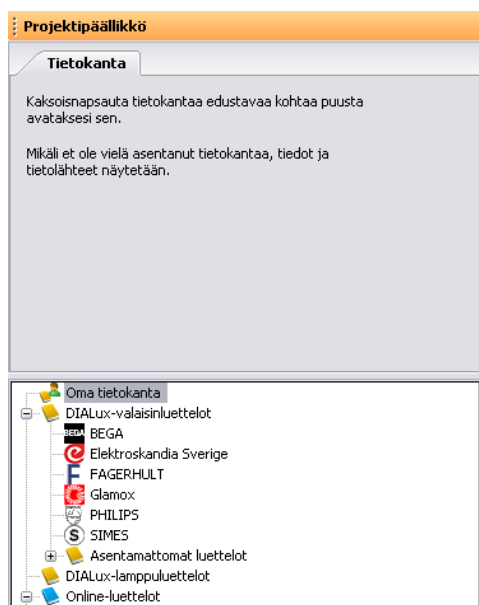 Projektipäällikkö
Tietokanta
Kaksoisnapsauta tietokantaa edustavaa kohtaa puusta
avataksesi sen.
Mikäli et ole vielä asentanut tietokantaa, tiedot ja
tietolähteet näytetään.
Oma tietokanta
DIALux-valaisinluettelot
BEGA BEGA
Elektroskandia Sverige
FAGERHULT
Glamox
PHILIPS
S SIMES
Asentamattomat luettelot
DIALux-lamppuluettelot
Online-luettelot